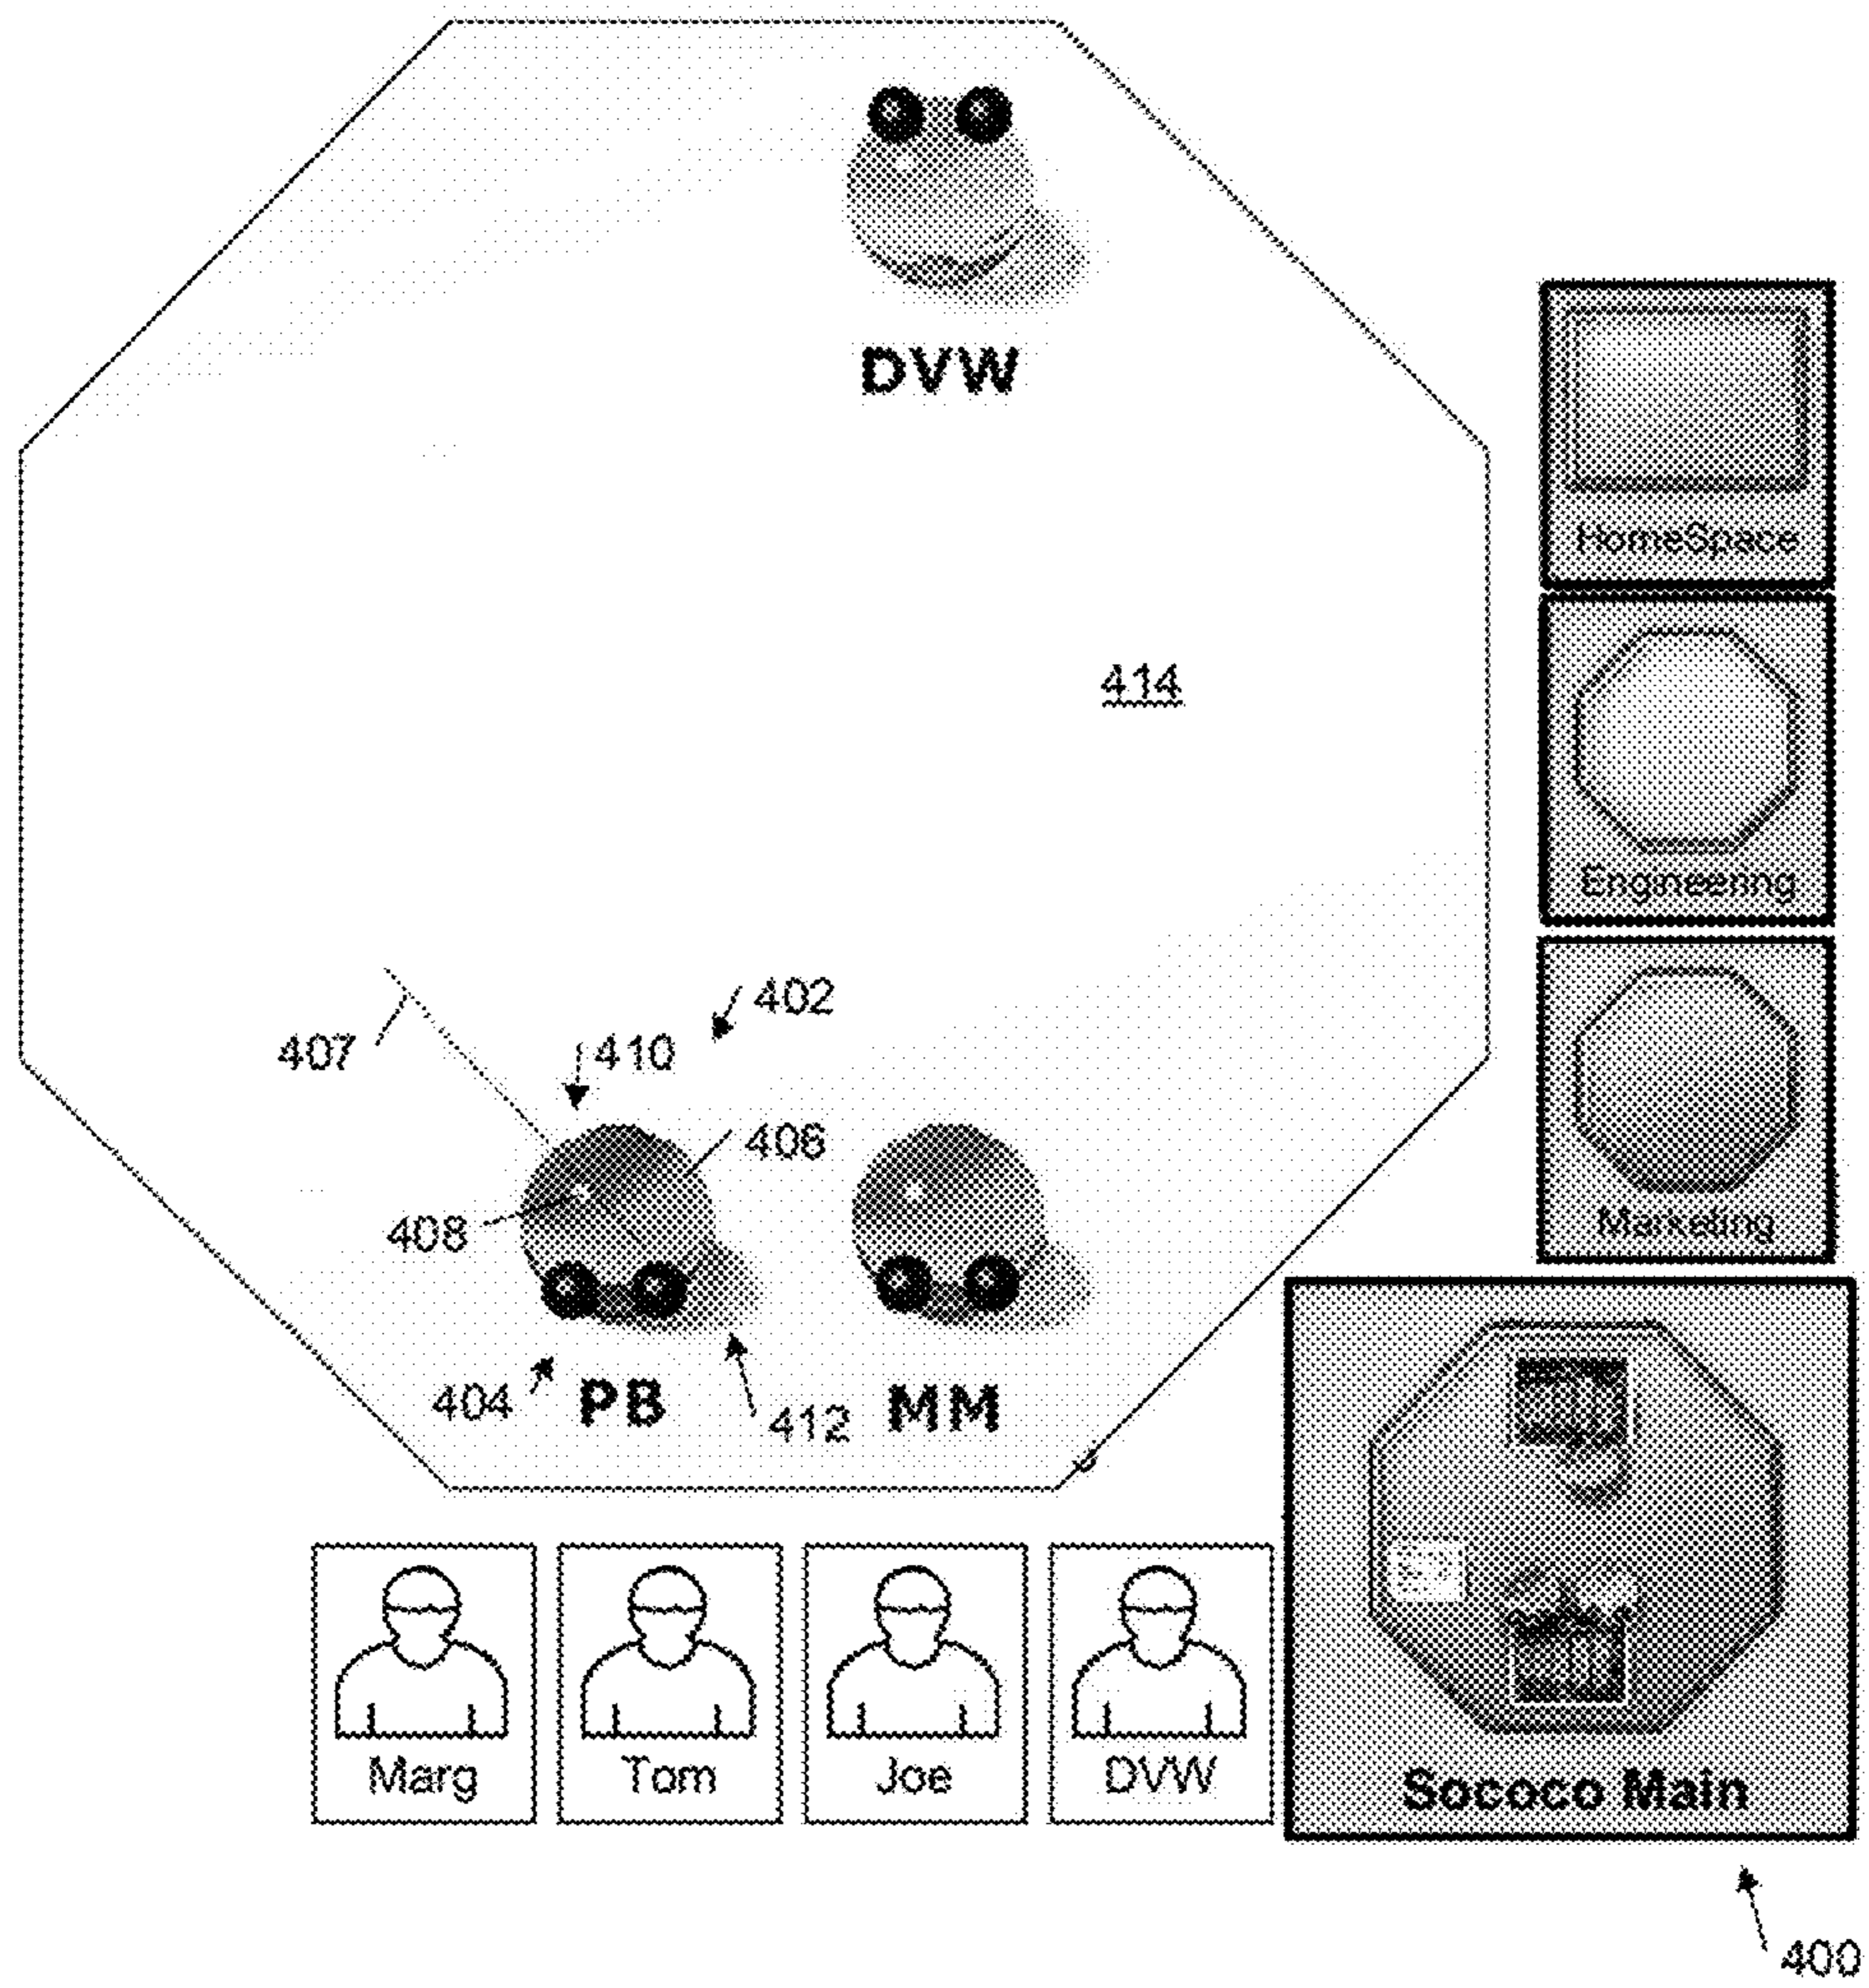 DVW
HomeSpace
414
Engineering
402
407
410
406
408
Marketing
404
PB
412
MM
Marg
Tom
Joe
DVW
Sococo Main
400